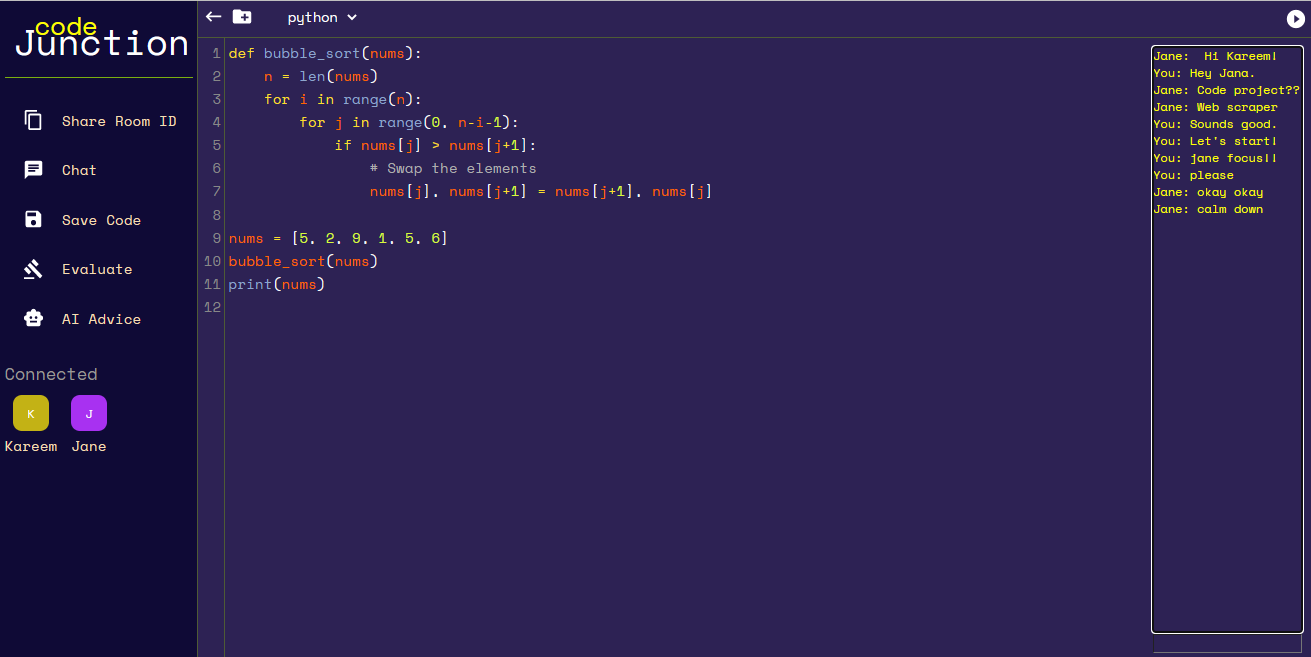 code
Junction
Share Room ID
Chat
Save Code
Evaluate
AI Advice
Connected
K
J
Kareem
Jane
python
1 def bubble_sort(nums):
2     n = len(nums)
3     for i in range(n):
4         for j in range(0, n-i-1):
5             if nums[j] > nums[j+1]:
6                 # Swap the elements
7                 nums[j], nums[j+1] = nums[j+1], nums[j]
8
9 nums = [5, 2, 9, 1, 5, 6]
10 bubble_sort(nums)
11 print(nums)
12
Jane:  Hi Kareem!
You: Hey Jana.
Jane: Code project??
Jane: Web scraper
You: Sounds good.
You: Let's start!
You: jane focus!!
You: please
Jane: okay okay
Jane: calm down